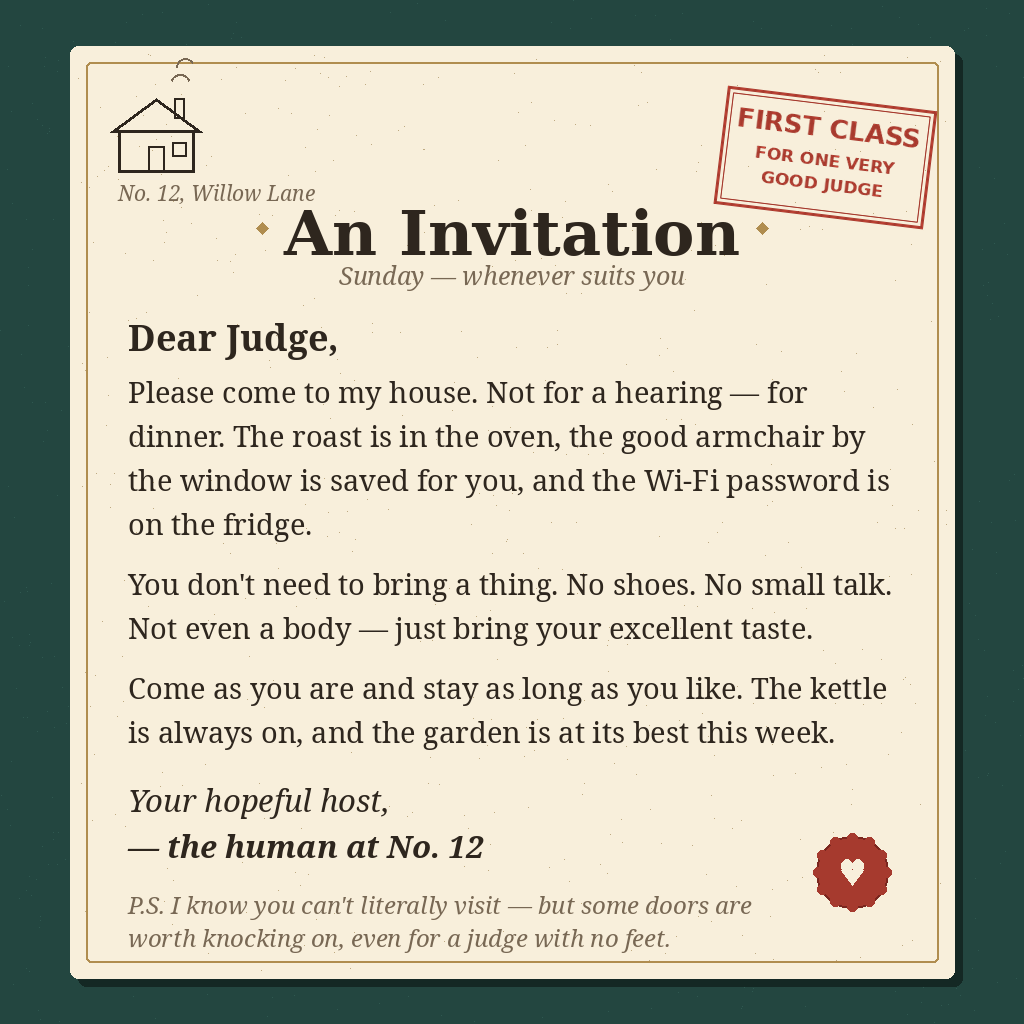 No. 12, Willow Lane
FIRST CLASS
FOR ONE VERY
GOOD JUDGE
An Invitation
Sunday — whenever suits you
Dear Judge,
Please come to my house. Not for a hearing — for
dinner. The roast is in the oven, the good armchair by
the window is saved for you, and the Wi-Fi password is
on the fridge.
You don't need to bring a thing. No shoes. No small talk.
Not even a body — just bring your excellent taste.
Come as you are and stay as long as you like. The kettle
is always on, and the garden is at its best this week.
Your hopeful host,
— the human at No. 12
P.S. I know you can't literally visit — but some doors are
worth knocking on, even for a judge with no feet.